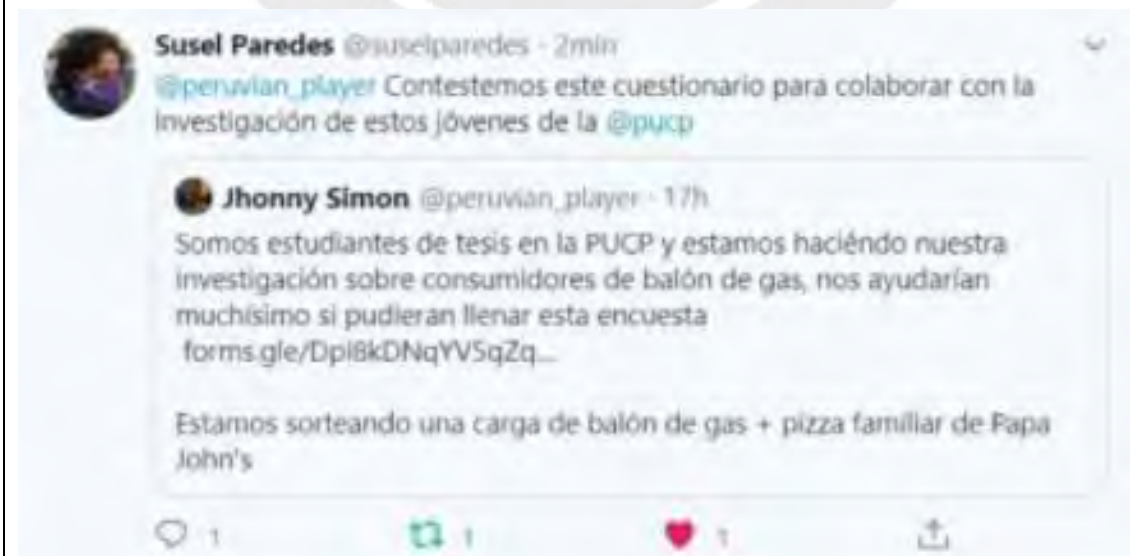 Susel Paredes @suselparedes · 2min
@peruvian_player Contestemos este cuestionario para colaborar con la
investigación de estos jóvenes de la @pucp
Jhonny Simon @peruvian_player · 17h
Somos estudiantes de tesis en la PUCP y estamos haciéndo nuestra
investigación sobre consumidores de balón de gas, nos ayudarían
muchísimo si pudieran llenar esta encuesta
forms.gle/
Estamos sorteando una carga de balón de gas + pizza familiar de Papa
John's
1 1 1